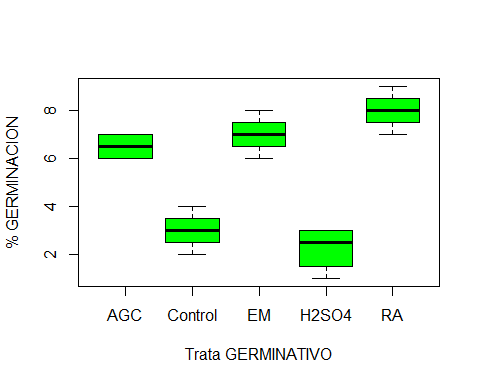 % GERMINACION
8
6
4
2
AGC Control EM H2SO4 RA
Trata GERMINATIVO